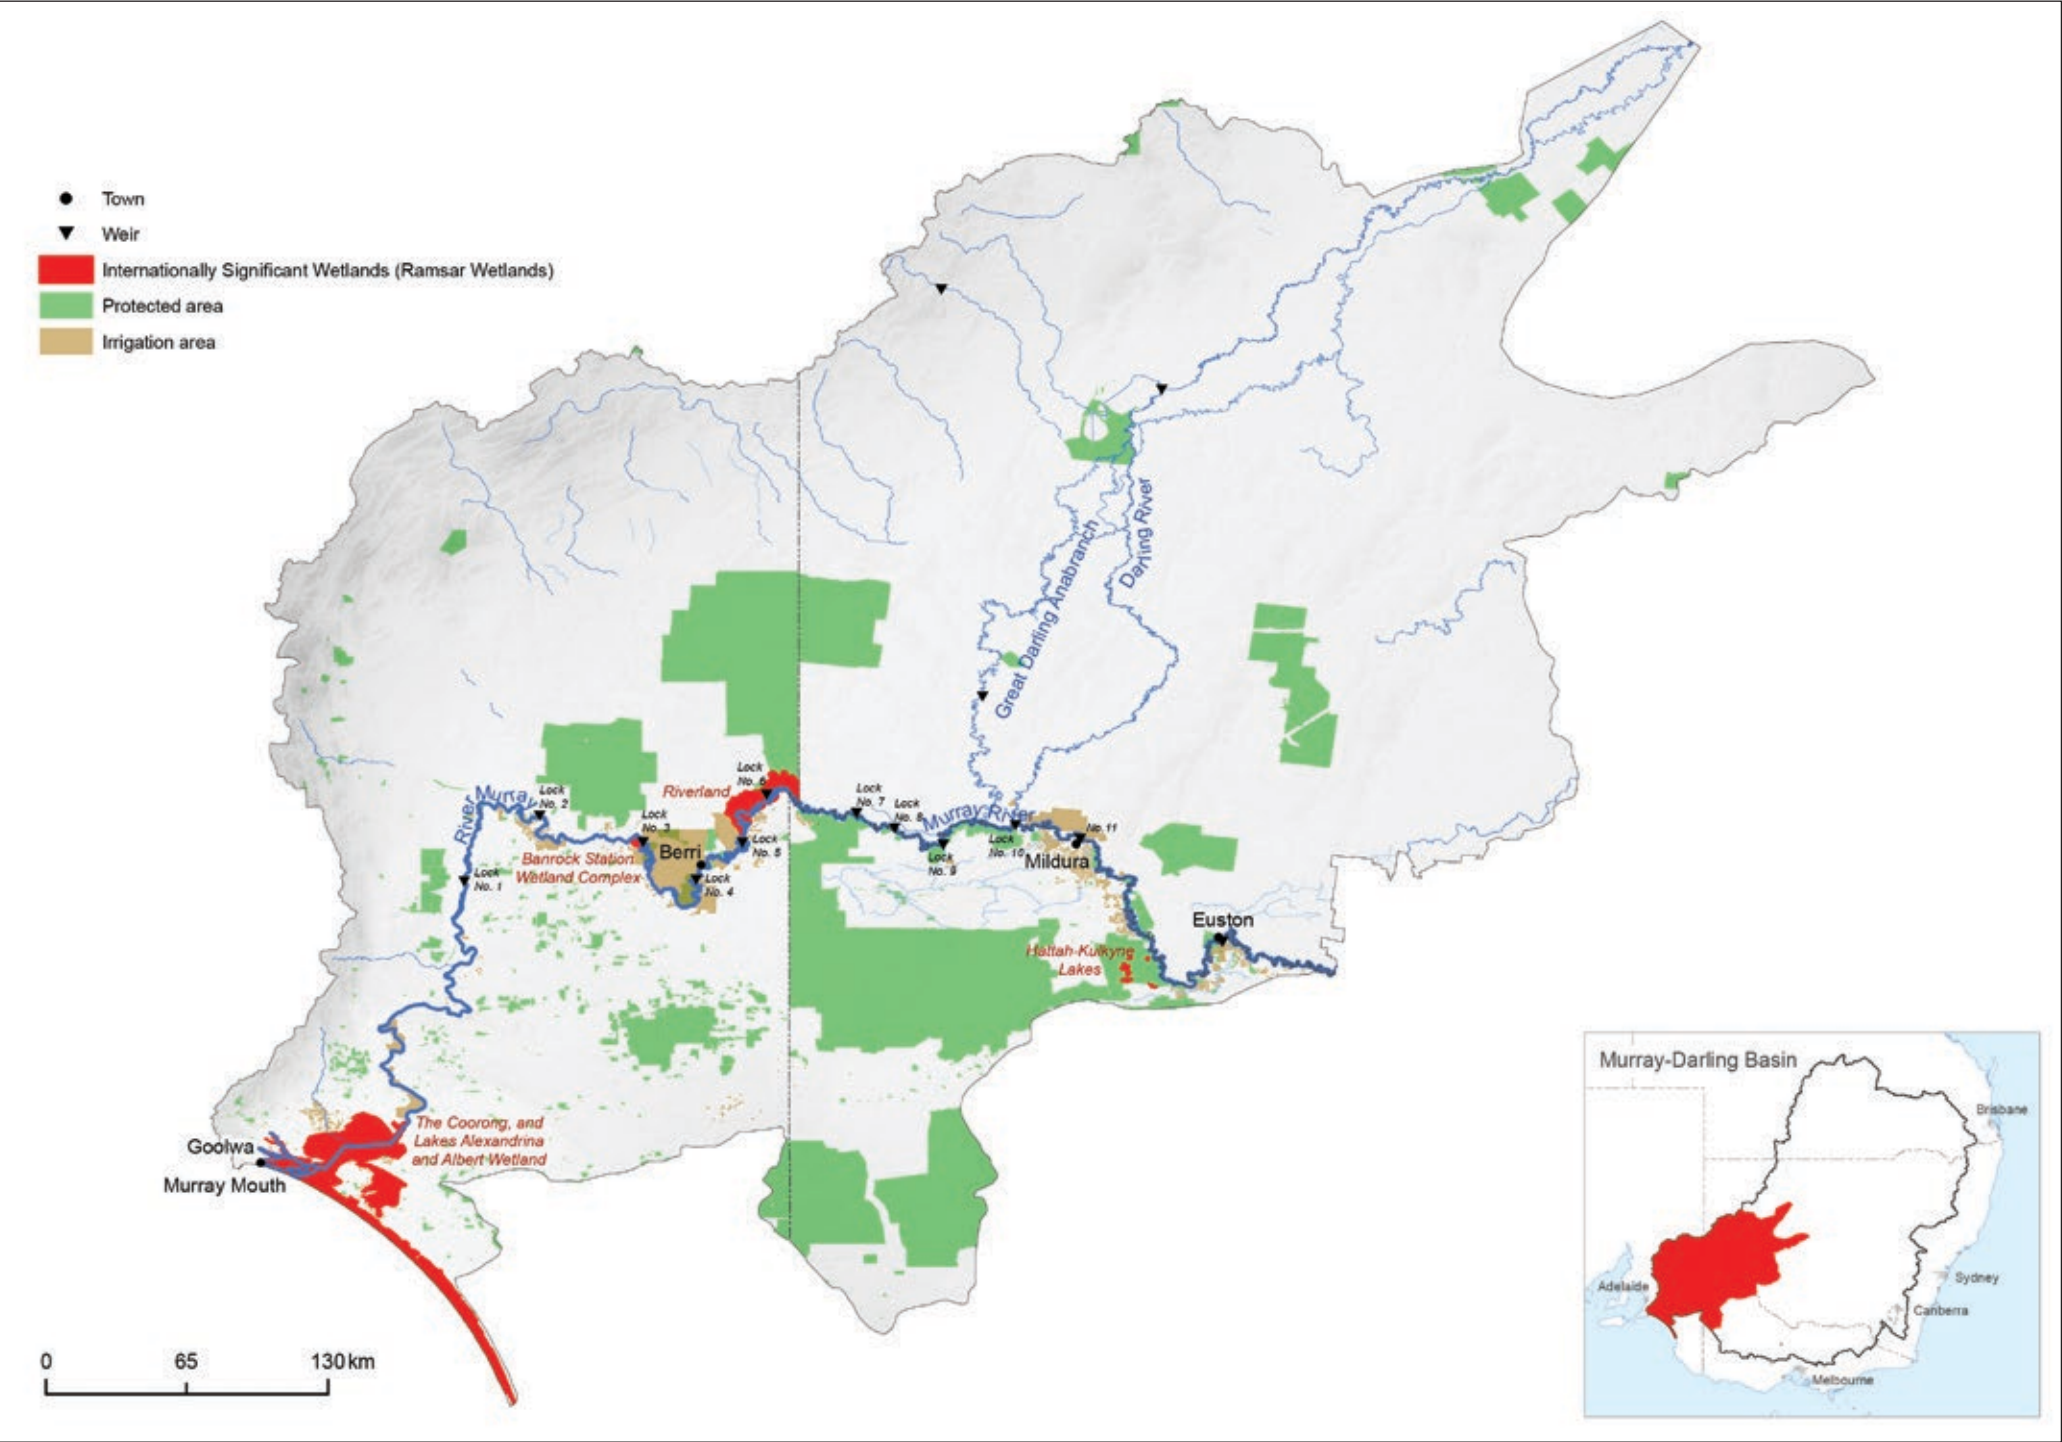 Town
Weir
Internationally Significant Wetlands (Ramsar Wetlands)
Protected area
Irrigation area
Great Darling Anabranch
Darling River
River Murray
Murray River
Lock
No. 1
Lock
No. 2
Lock
No. 3
Lock
No. 4
Lock
No. 5
Lock
No. 6
Lock
No. 7
Lock
No. 8
Lock
No. 9
Lock
No. 10
No. 11
Riverland
Banrock Station
Wetland Complex
Berri
Mildura
Euston
Hattah-Kulkyne
Lakes
The Coorong, and
Lakes Alexandrina
and Albert Wetland
Goolwa
Murray Mouth
0 65 130 km
Murray-Darling Basin
Brisbane
Sydney
Canberra
Adelaide
Melbourne